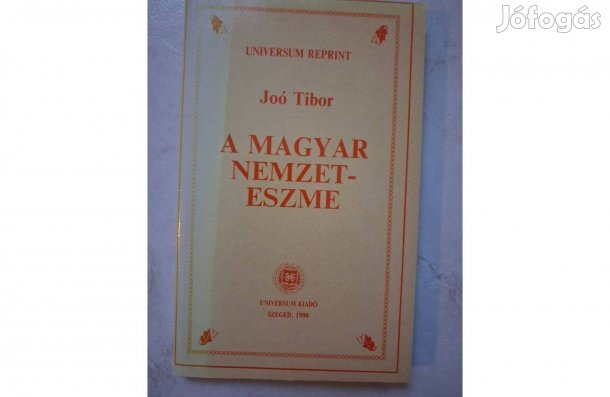 Jófogás
UNIVERSUM REPRINT
Joó Tibor
A MAGYAR
NEMZET-
ESZME
UNIVERSUM KIADÓ
SZEGED, 1990